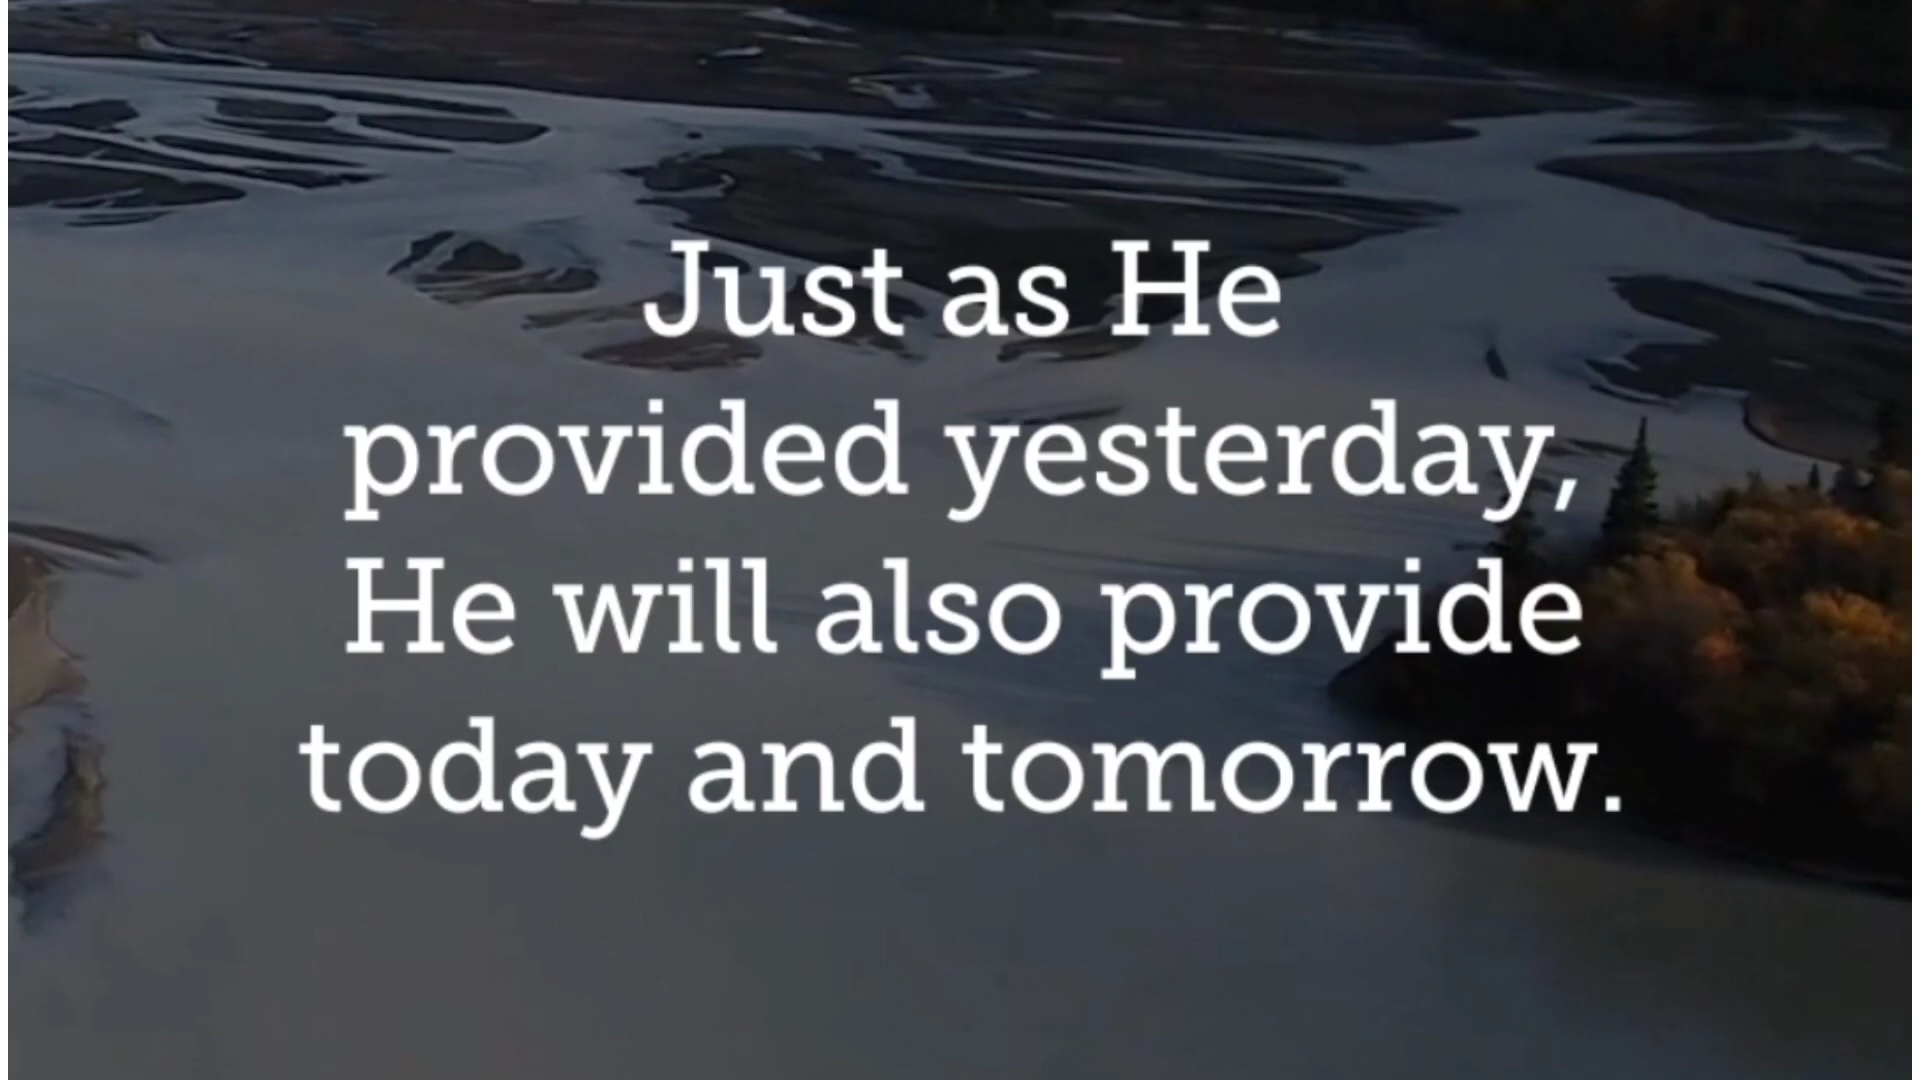 Just as He
provided yesterday,
He will also provide
today and tomorrow.